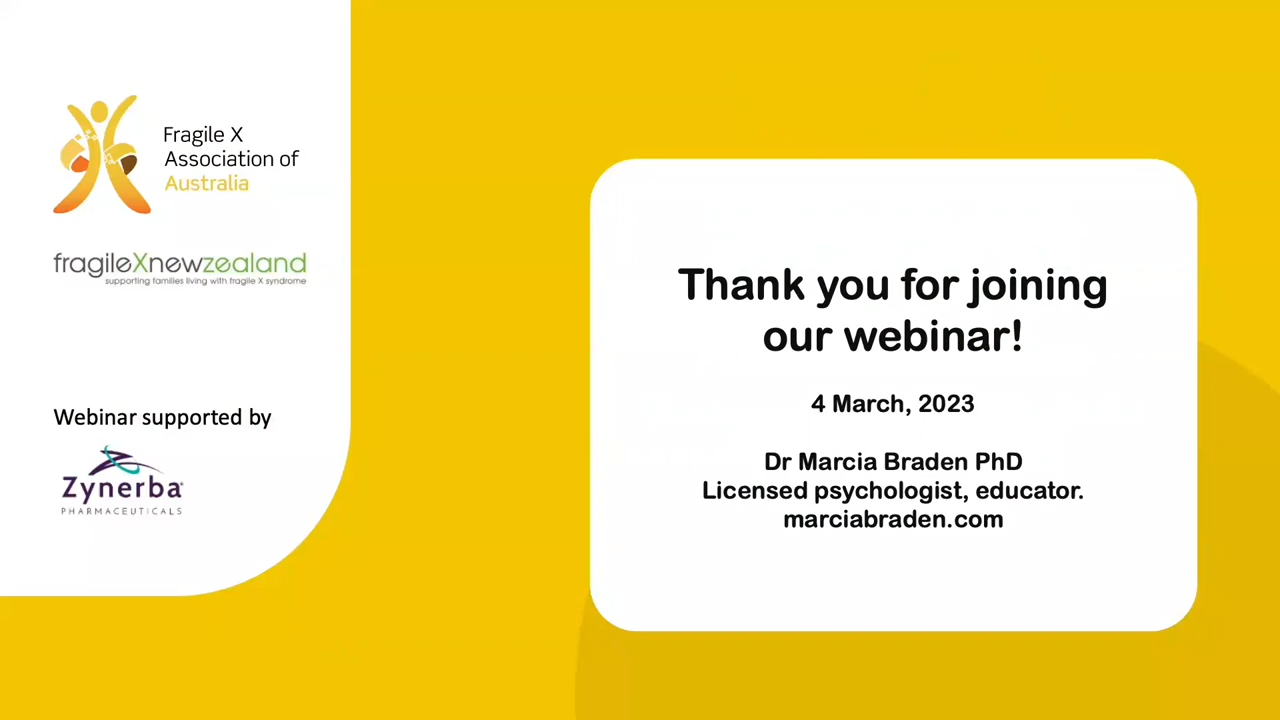 Fragile X
Association of
Australia
fragileXnewzealand
supporting families living with fragile X syndrome
Webinar supported by
Zynerba
PHARMACEUTICALS
Thank you for joining
our webinar!
4 March, 2023
Dr Marcia Braden PhD
Licensed psychologist, educator.
marciabraden.com